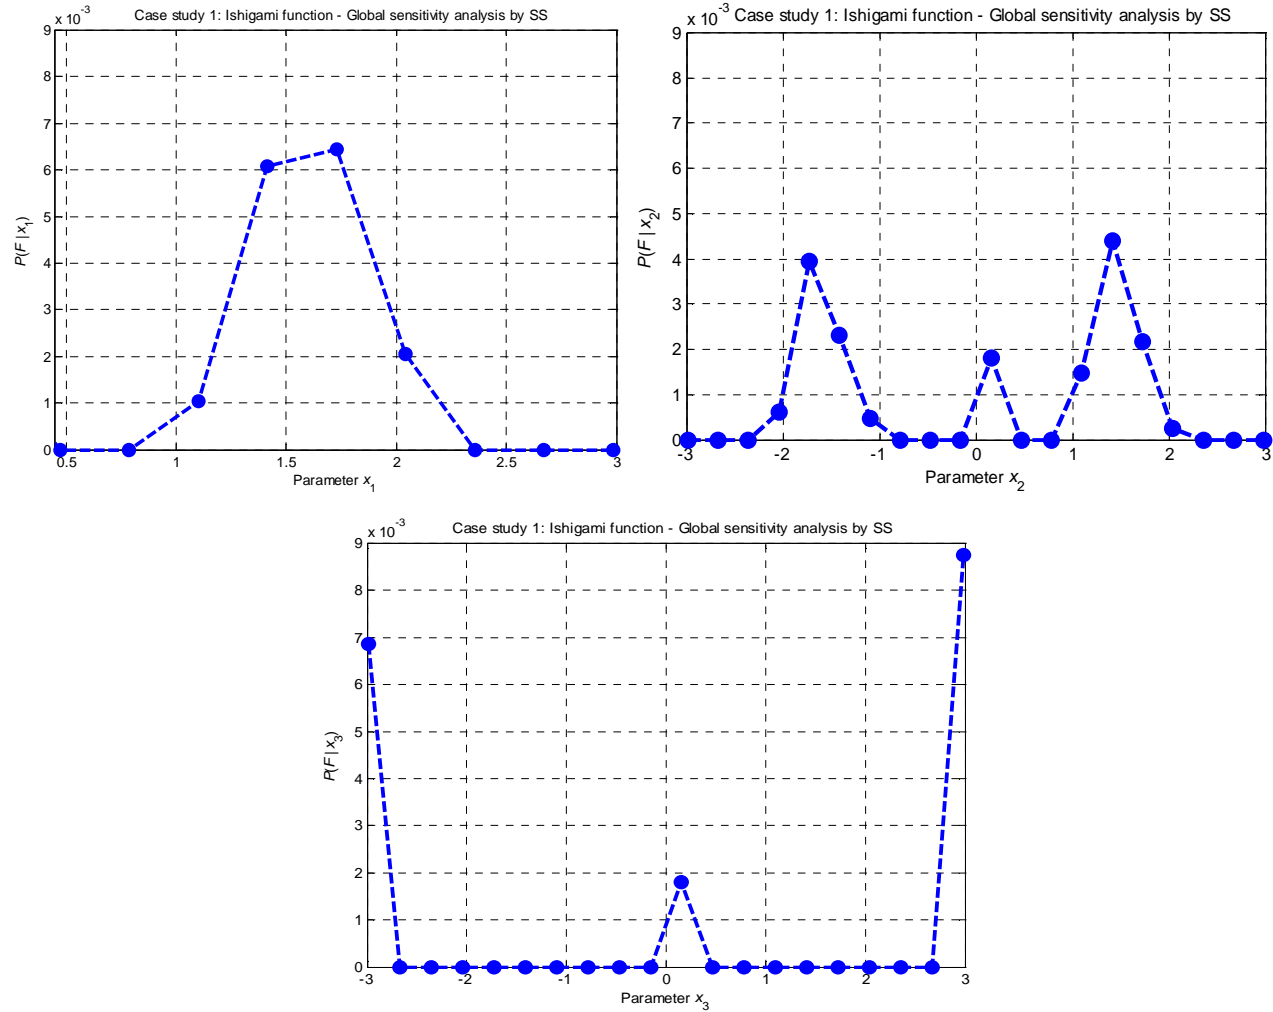 Case study 1: Ishigami function - Global sensitivity analysis by SS
x 10-3
9
8
7
6
5
4
3
2
1
0
P(F | x1)
0.5 1 1.5 2 2.5 3
Parameter x1
Case study 1: Ishigami function - Global sensitivity analysis by SS
x 10-3
9
8
7
6
5
4
3
2
1
0
P(F | x2)
-3 -2 -1 0 1 2 3
Parameter x2
Case study 1: Ishigami function - Global sensitivity analysis by SS
x 10-3
9
8
7
6
5
4
3
2
1
0
P(F | x3)
-3 -2 -1 0 1 2 3
Parameter x3